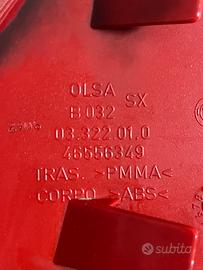 OLSA SX
B 032
03.322.01.0
46556349
TRAS. >PMMA<
CORPO >ABS<
subito